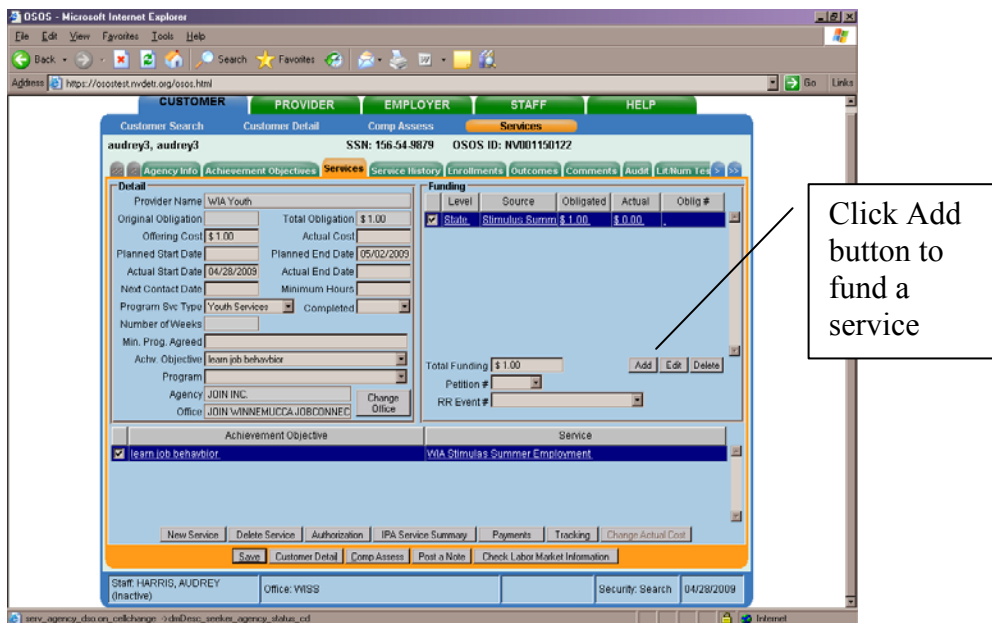 OSOS - Microsoft Internet Explorer
File Edit View Favorites Tools Help
Back Search Favorites
Address https://osostest.nvdetr.org/osos.html Go Links
CUSTOMER PROVIDER EMPLOYER STAFF HELP
Customer Search Customer Detail Comp Assess Services
audrey3, audrey3 SSN: 156-54-9879 OSOS ID: NV001150122
Agency Info Achievement Objectives Services Service History Enrollments Outcomes Comments Audit Lit/Num Tes
Detail
Provider Name WIA Youth
Original Obligation Total Obligation $ 1.00
Offering Cost $ 1.00 Actual Cost
Planned Start Date Planned End Date 05/02/2009
Actual Start Date 04/28/2009 Actual End Date
Next Contact Date Minimum Hours
Program Svc Type Youth Services Completed
Number of Weeks
Min. Prog. Agreed
Achv. Objective learn job behavbior
Program
Agency JOIN INC.
Office JOIN WINNEMUCCA JOBCONNEC
Change Office
Funding
Level Source Obligated Actual Oblig #
State Stimulus Summ $ 1.00 $ 0.00
Total Funding $ 1.00 Add Edit Delete
Petition #
RR Event #
Click Add
button to
fund a
service
Achievement Objective Service
learn job behavbior WIA Stimulas Summer Employment
New Service Delete Service Authorization IPA Service Summary Payments Tracking Change Actual Cost
Save Customer Detail Comp Assess Post a Note Check Labor Market Information
Staff: HARRIS, AUDREY
(Inactive) Office: WISS Security: Search 04/28/2009
serv_agency_dso.on_cellchange->dmDesc_seeker_agency_status_cd Internet